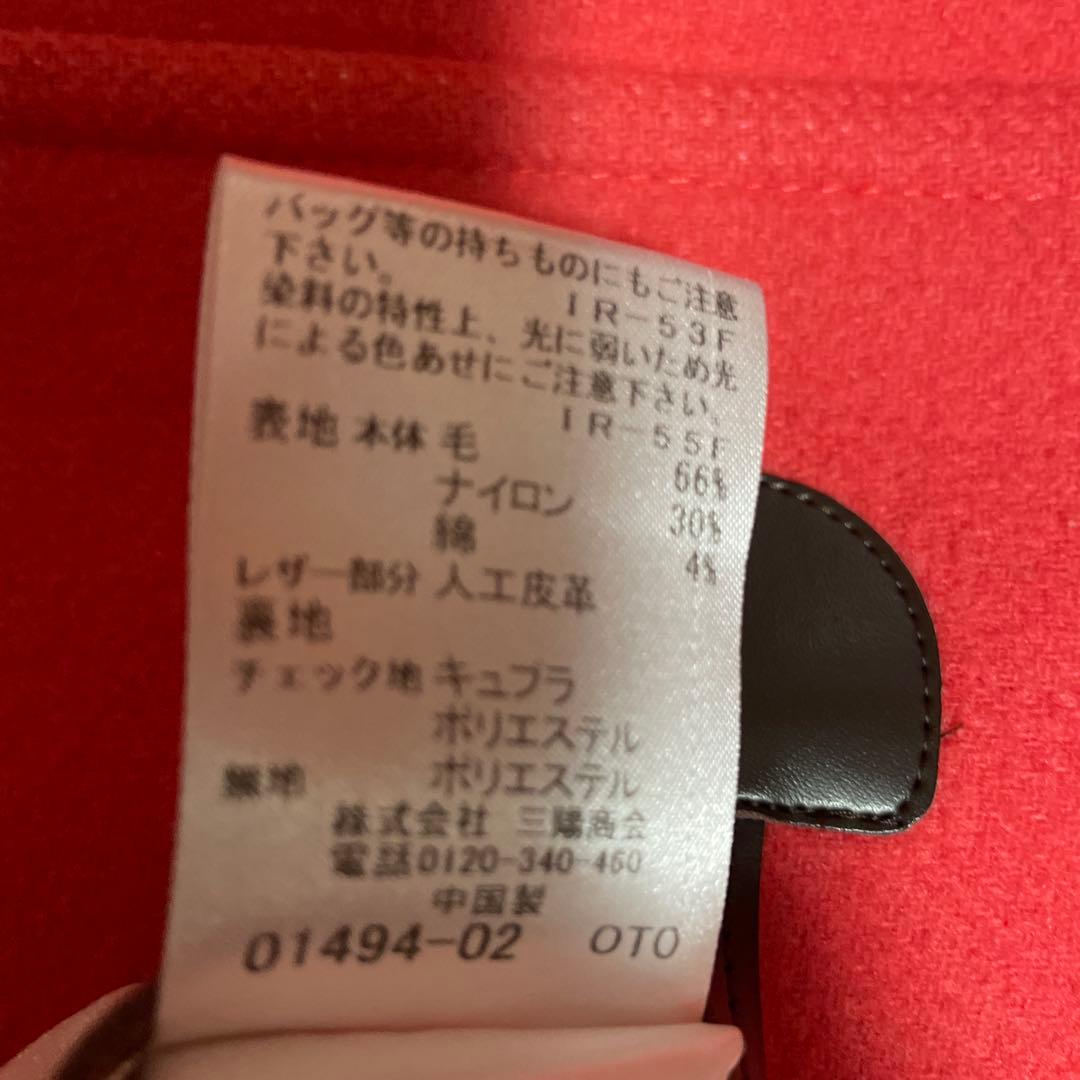 バッグ等の持ちものにもご注意
下さい。
IR-53F
染料の特性上、光に弱いため光
による色あせにご注意下さい、
IR-55F
表地 本体 毛 66%
ナイロン 30%
綿 4%
レザー部分 人工皮革
裏地
チェック地 キュプラ
ポリエステル
無地 ポリエステル
株式会社 三陽商会
電話0120-340-460
中国製
01494-02 OTO